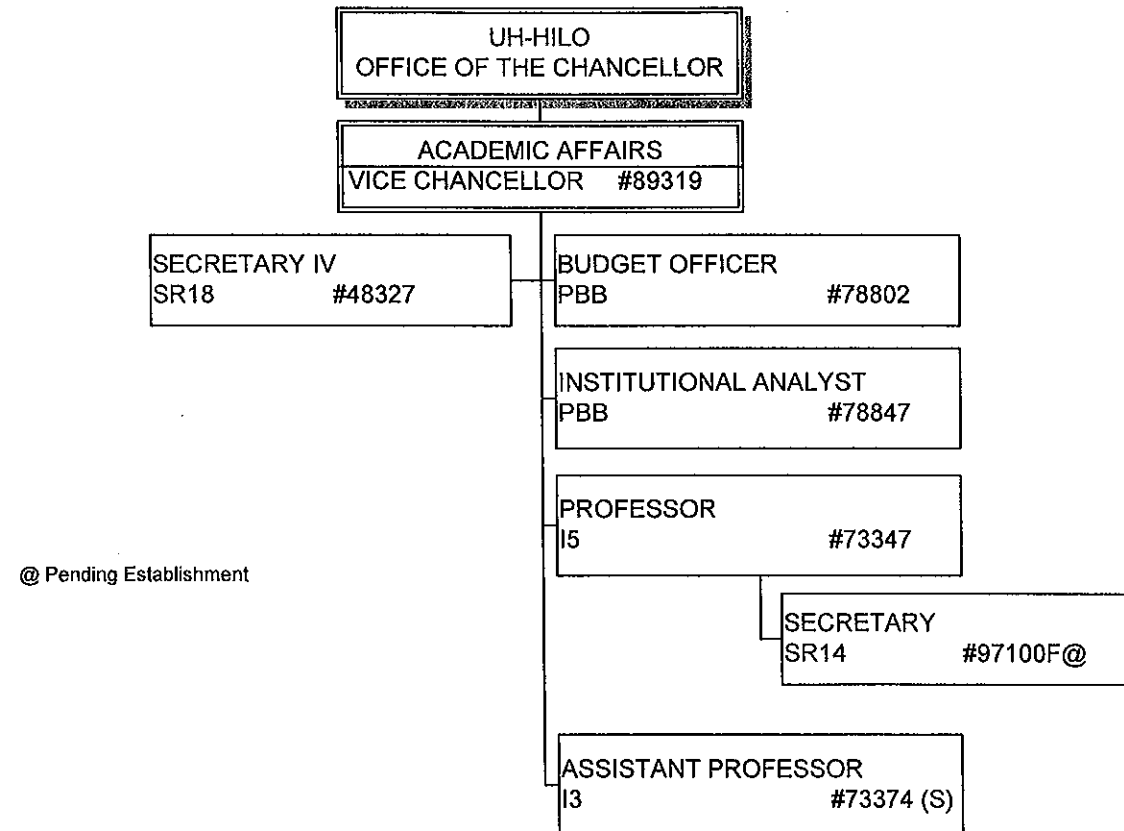 UH-HILO
OFFICE OF THE CHANCELLOR
ACADEMIC AFFAIRS
VICE CHANCELLOR #89319
SECRETARY IV
SR18 #48327
BUDGET OFFICER
PBB #78802
INSTITUTIONAL ANALYST
PBB #78847
PROFESSOR
I5 #73347
@ Pending Establishment
SECRETARY
SR14 #97100F@
ASSISTANT PROFESSOR
I3 #73374 (S)